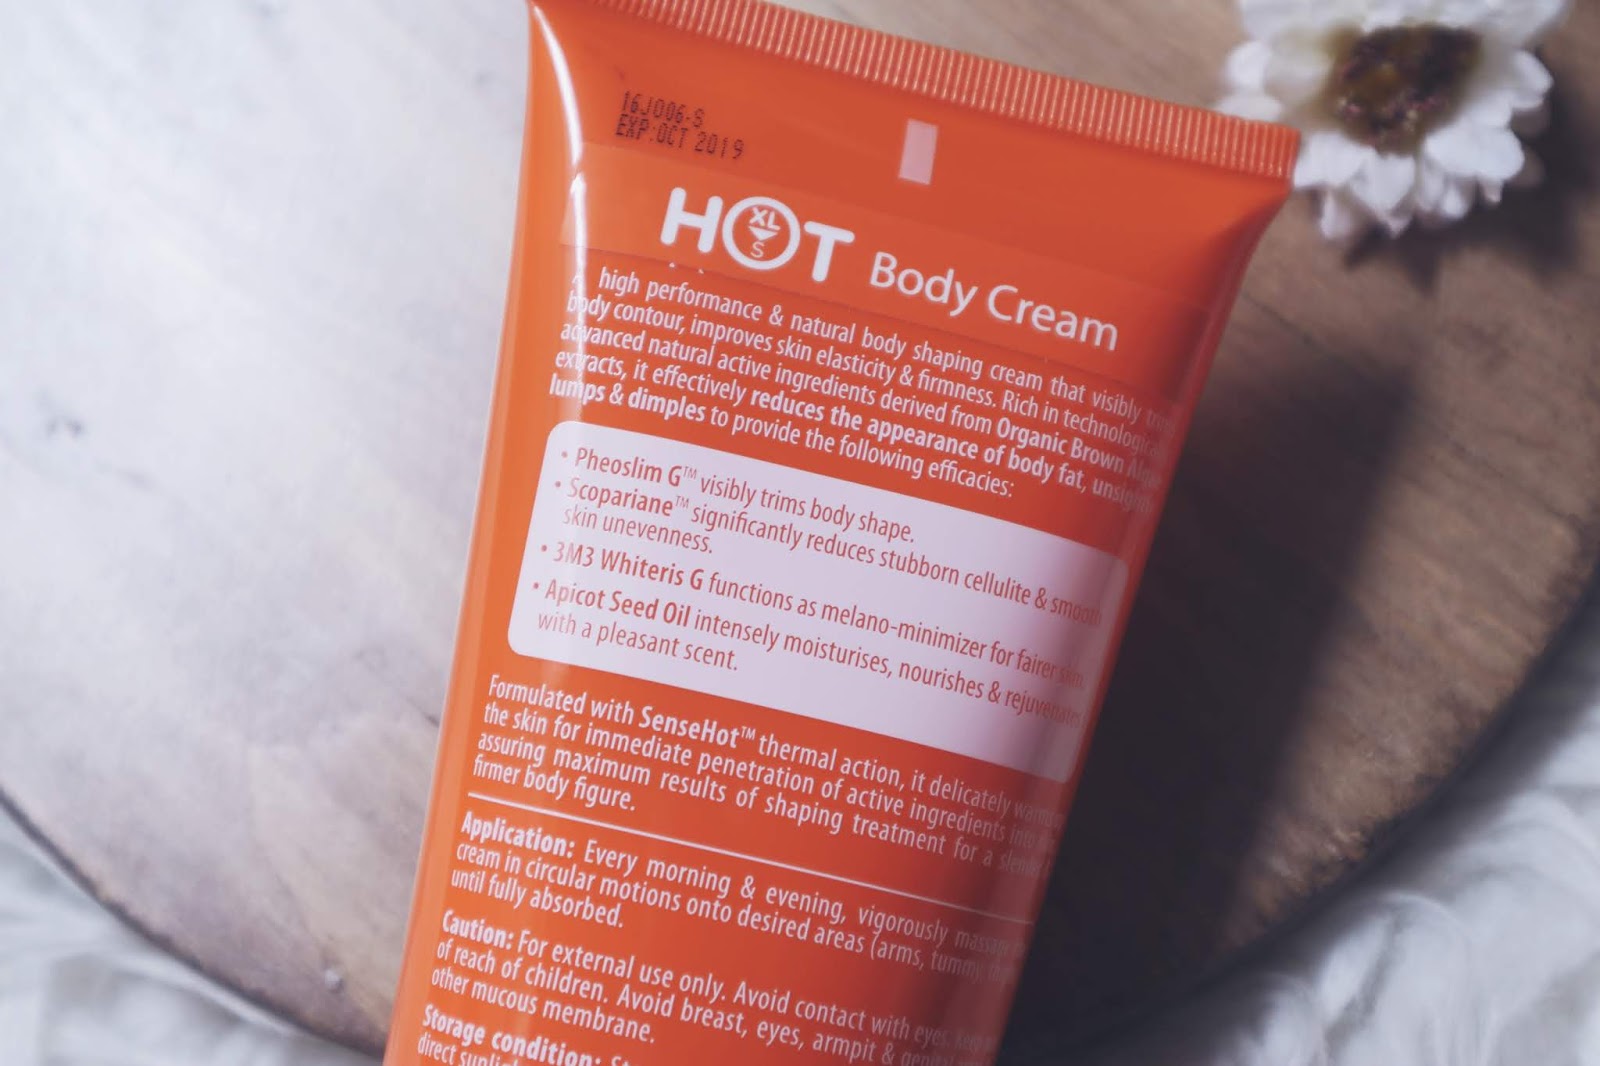 16J006-S
EXP:OCT 2019
HOT Body Cream
XL
S
A high performance & natural body shaping cream that visibly trims
body contour, improves skin elasticity & firmness. Rich in
advanced natural active ingredients derived from Organic Brown
extracts, it effectively reduces the appearance of body fat,
lumps & dimples to provide the following efficacies:
• Pheoslim G™ visibly trims body shape.
• Scopariane™ significantly reduces stubborn cellulite &
skin unevenness.
• 3M3 Whiteris G functions as melano-minimizer for fairer skin.
• Apicot Seed Oil intensely moisturises, nourishes & rejuvenates
with a pleasant scent.
Formulated with SenseHot™ thermal action, it delicately
the skin for immediate penetration of active ingredients into
assuring maximum results of shaping treatment for a
firmer body figure.
Application: Every morning & evening, vigorously massage
cream in circular motions onto desired areas (arms, tummy,
until fully absorbed.
Caution: For external use only. Avoid contact with eyes.
of reach of children. Avoid breast, eyes, armpit &
other mucous membrane.
Storage condition:
direct